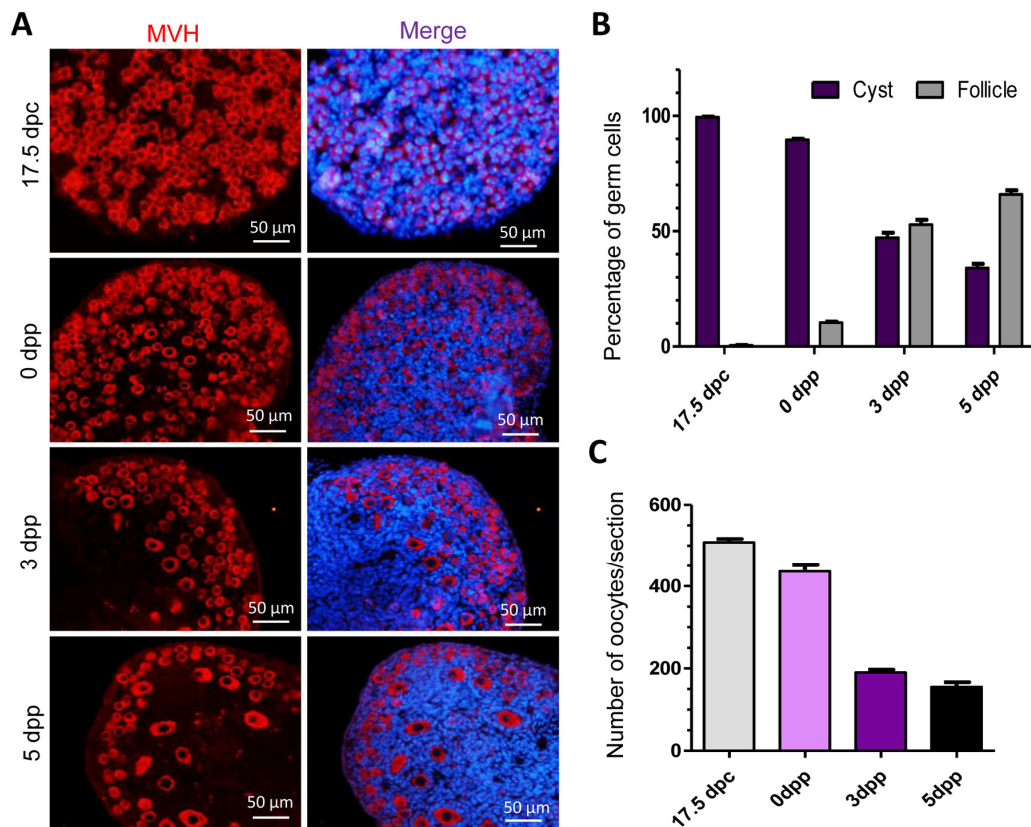 A
MVH
Merge
17.5 dpc
50 µm
50 µm
0 dpp
50 µm
50 µm
3 dpp
50 µm
50 µm
5 dpp
50 µm
50 µm
B
Cyst
Follicle
Percentage of germ cells
100
50
0
17.5 dpc
0 dpp
3 dpp
5 dpp
C
Number of oocytes/section
600
400
200
0
17.5 dpc
0dpp
3dpp
5dpp